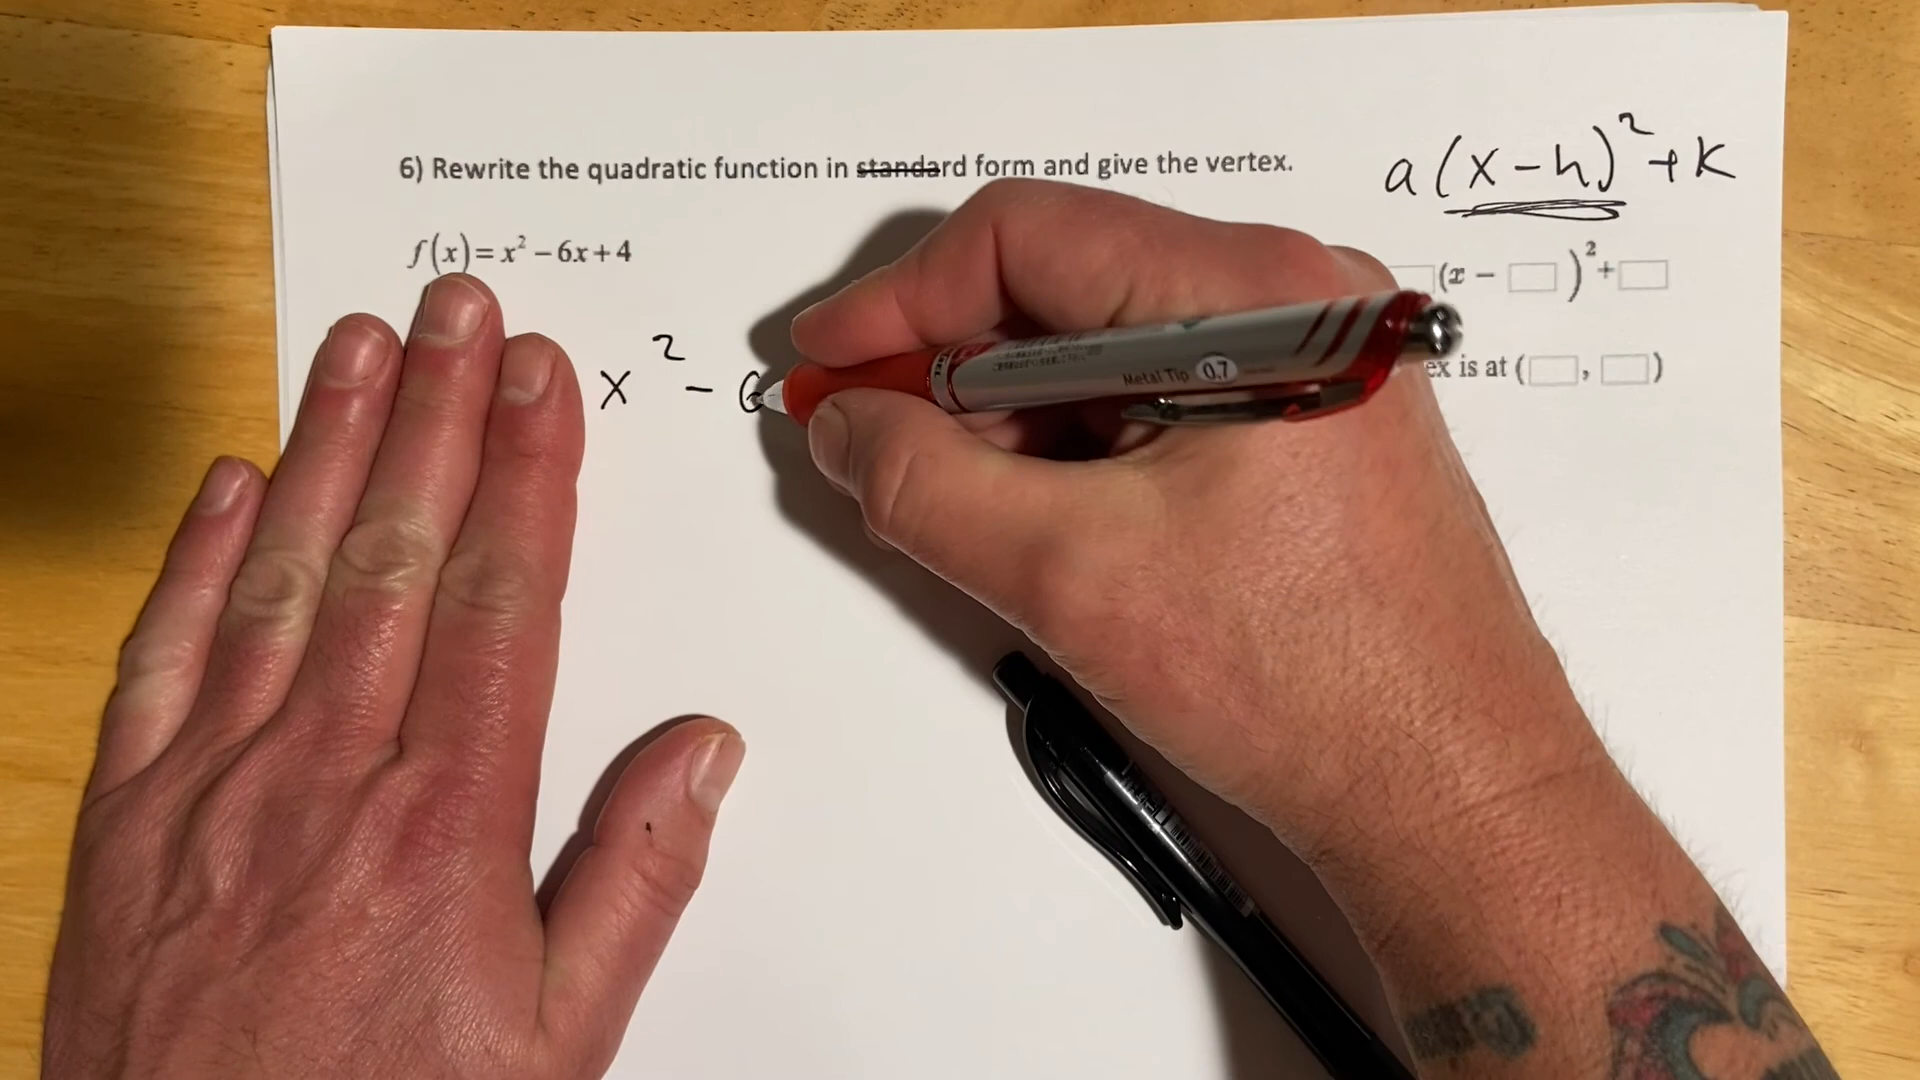 6) Rewrite the quadratic function in standard form and give the vertex.
a(x-h)²+k
f(x)=x²-6x+4
(x - □)²+□
x² - 6
Metal Tip 0.7
ex is at (□, □)